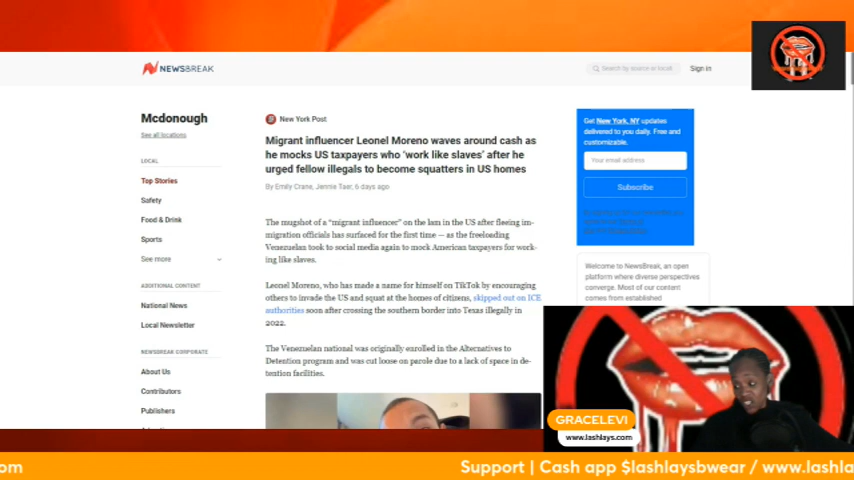 NEWSBREAK
Search by source or locati
Sign in
Mcdonough
See all locations
LOCAL
Top Stories
Safety
Food & Drink
Sports
See more
ADDITIONAL CONTENT
National News
Local Newsletter
NEWSBREAK CORPORATE
About Us
Contributors
Publishers
New York Post
Migrant influencer Leonel Moreno waves around cash as
he mocks US taxpayers who 'work like slaves' after he
urged fellow illegals to become squatters in US homes
By Emily Crane, Jennie Taer, 6 days ago
The mugshot of a “migrant influencer” on the lam in the US after fleeing im-
migration officials has surfaced for the first time — as the freeloading
Venezuelan took to social media again to mock American taxpayers for work-
ing like slaves.
Leonel Moreno, who has made a name for himself on TikTok by encouraging
others to invade the US and squat at the homes of citizens, skipped out on ICE
authorities soon after crossing the southern border into Texas illegally in
2022.
The Venezuelan national was originally enrolled in the Alternatives to
Detention program and was cut loose on parole due to a lack of space in de-
tention facilities.
Get New York, NY updates
delivered to you daily. Free and
customizable.
Your email address
Subscribe
Welcome to NewsBreak, an open
platform where diverse perspectives
converge. Most of our content
comes from established
GRACELEVI
www.lashlays.com
om
Support | Cash app $lashlaysbwear / www.lashla